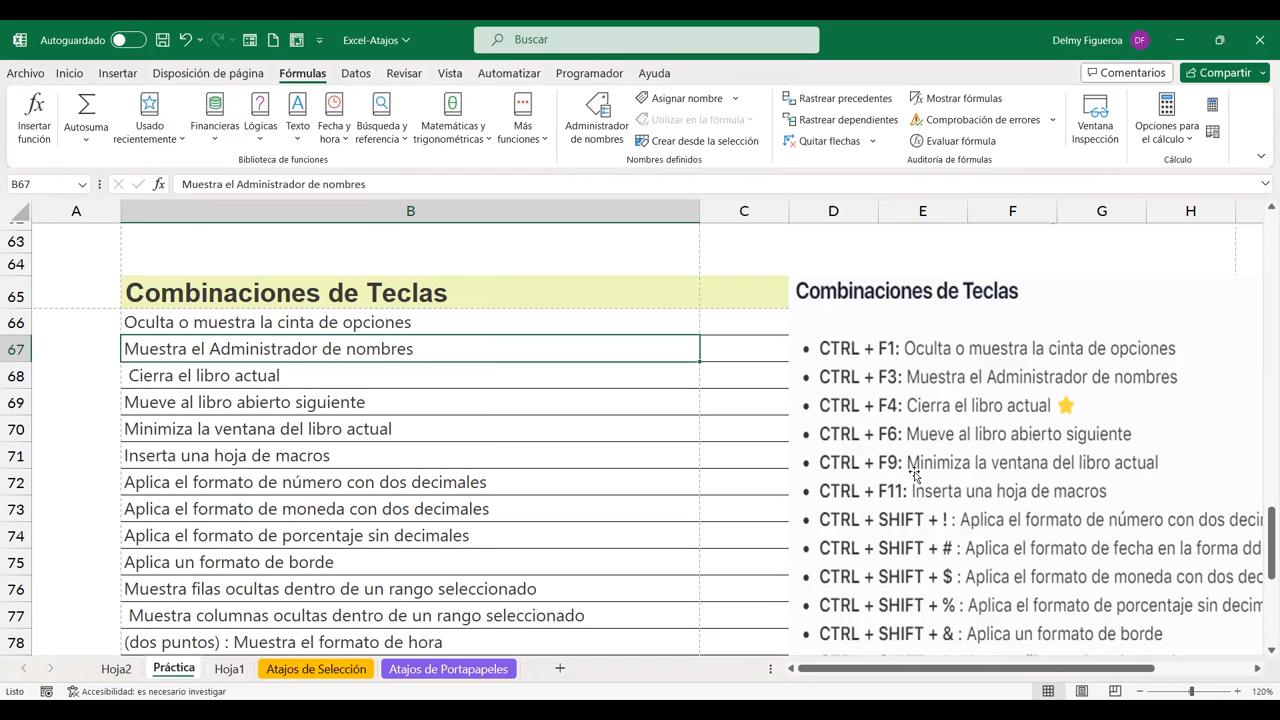 Autoguardado
Excel-Atajos
Buscar
Delmy Figueroa
DF
Archivo Inicio Insertar Disposición de página Fórmulas Datos Revisar Vista Automatizar Programador Ayuda
Comentarios
Compartir
Insertar función
Autosuma
Usado recientemente
Financieras
Lógicas
Texto
Fecha y hora
Búsqueda y referencia
Matemáticas y trigonométricas
Más funciones
Biblioteca de funciones
Administrador de nombres
Asignar nombre
Utilizar en la fórmula
Crear desde la selección
Nombres definidos
Rastrear precedentes
Rastrear dependientes
Quitar flechas
Mostrar fórmulas
Comprobación de errores
Evaluar fórmula
Auditoría de fórmula
Ventana Inspección
Opciones para el cálculo
Cálculo
B67
fx Muestra el Administrador de nombres
A B C D E F G H
63
64
65 Combinaciones de Teclas
66 Oculta o muestra la cinta de opciones
67 Muestra el Administrador de nombres
68 Cierra el libro actual
69 Mueve al libro abierto siguiente
70 Minimiza la ventana del libro actual
71 Inserta una hoja de macros
72 Aplica el formato de número con dos decimales
73 Aplica el formato de moneda con dos decimales
74 Aplica el formato de porcentaje sin decimales
75 Aplica un formato de borde
76 Muestra filas ocultas dentro de un rango seleccionado
77 Muestra columnas ocultas dentro de un rango seleccionado
78 (dos puntos) : Muestra el formato de hora
Combinaciones de Teclas
• CTRL + F1: Oculta o muestra la cinta de opciones
• CTRL + F3: Muestra el Administrador de nombres
• CTRL + F4: Cierra el libro actual ⭐
• CTRL + F6: Mueve al libro abierto siguiente
• CTRL + F9: Minimiza la ventana del libro actual
• CTRL + F11: Inserta una hoja de macros
• CTRL + SHIFT + ! : Aplica el formato de número con dos deci
• CTRL + SHIFT + # : Aplica el formato de fecha en la forma dd
• CTRL + SHIFT + $ : Aplica el formato de moneda con dos dec
• CTRL + SHIFT + % : Aplica el formato de porcentaje sin decim
• CTRL + SHIFT + & : Aplica un formato de borde
Hoja2 Práctica Hoja1 Atajos de Selección Atajos de Portapapeles
Listo
Accesibilidad: es necesario investigar
120%